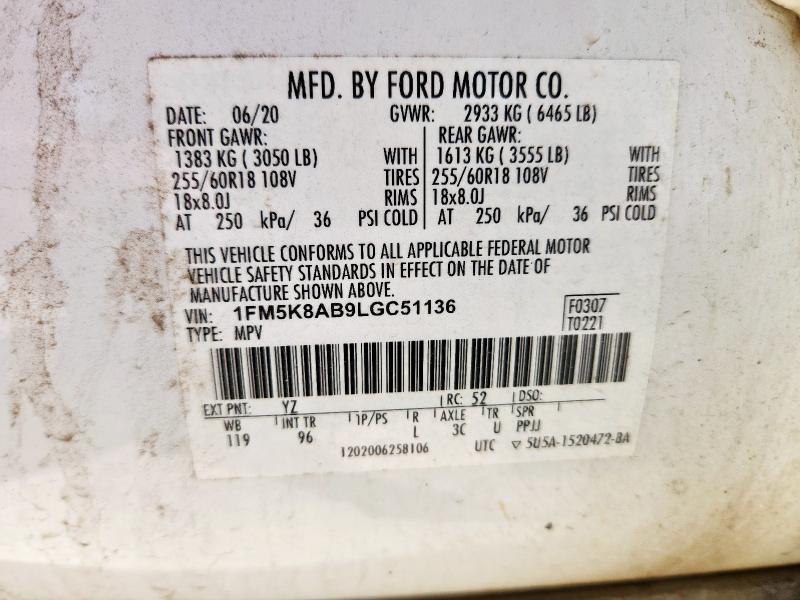 MFD. BY FORD MOTOR CO.
DATE: 06/20 GVWR: 2933 KG ( 6465 LB)
FRONT GAWR: REAR GAWR:
1383 KG ( 3050 LB) WITH 1613 KG ( 3555 LB) WITH
255/60R18 108V TIRES 255/60R18 108V TIRES
18x8.0J RIMS 18x8.0J RIMS
AT 250 kPa/ 36 PSI COLD AT 250 kPa/ 36 PSI COLD
THIS VEHICLE CONFORMS TO ALL APPLICABLE FEDERAL MOTOR
VEHICLE SAFETY STANDARDS IN EFFECT ON THE DATE OF
MANUFACTURE SHOWN ABOVE.
VIN: 1FM5K8AB9LGC51136 F0307
TYPE: MPV T0221
EXT PNT: YZ RC: 52 DSO:
WB INT TR TP/PS R AXLE TR SPR
119 96 L 3C U PPJJ
1202006258106 UTC ▽ 5U5A-1520472-BA